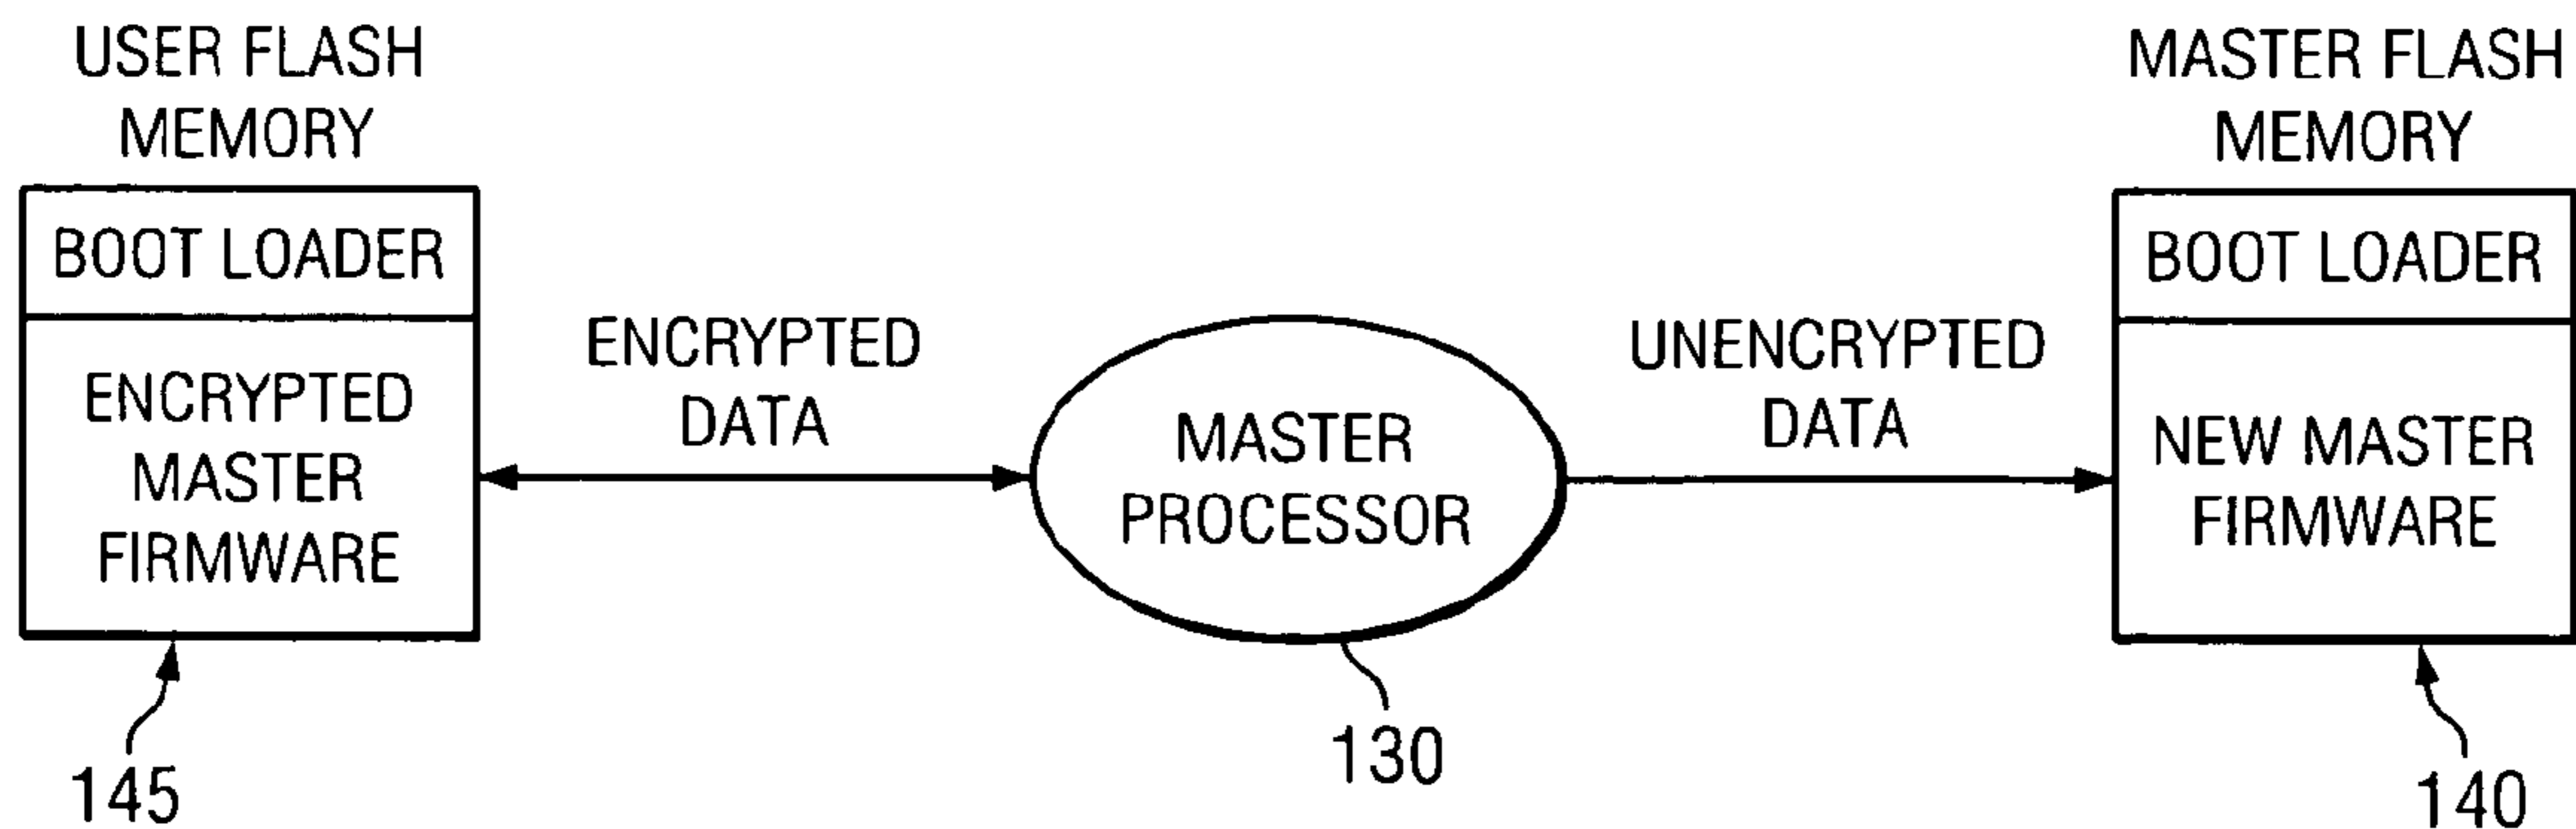 USER FLASH
MEMORY
BOOT LOADER
ENCRYPTED
MASTER
FIRMWARE
145
ENCRYPTED
DATA
MASTER
PROCESSOR
130
UNENCRYPTED
DATA
MASTER FLASH
MEMORY
BOOT LOADER
NEW MASTER
FIRMWARE
140